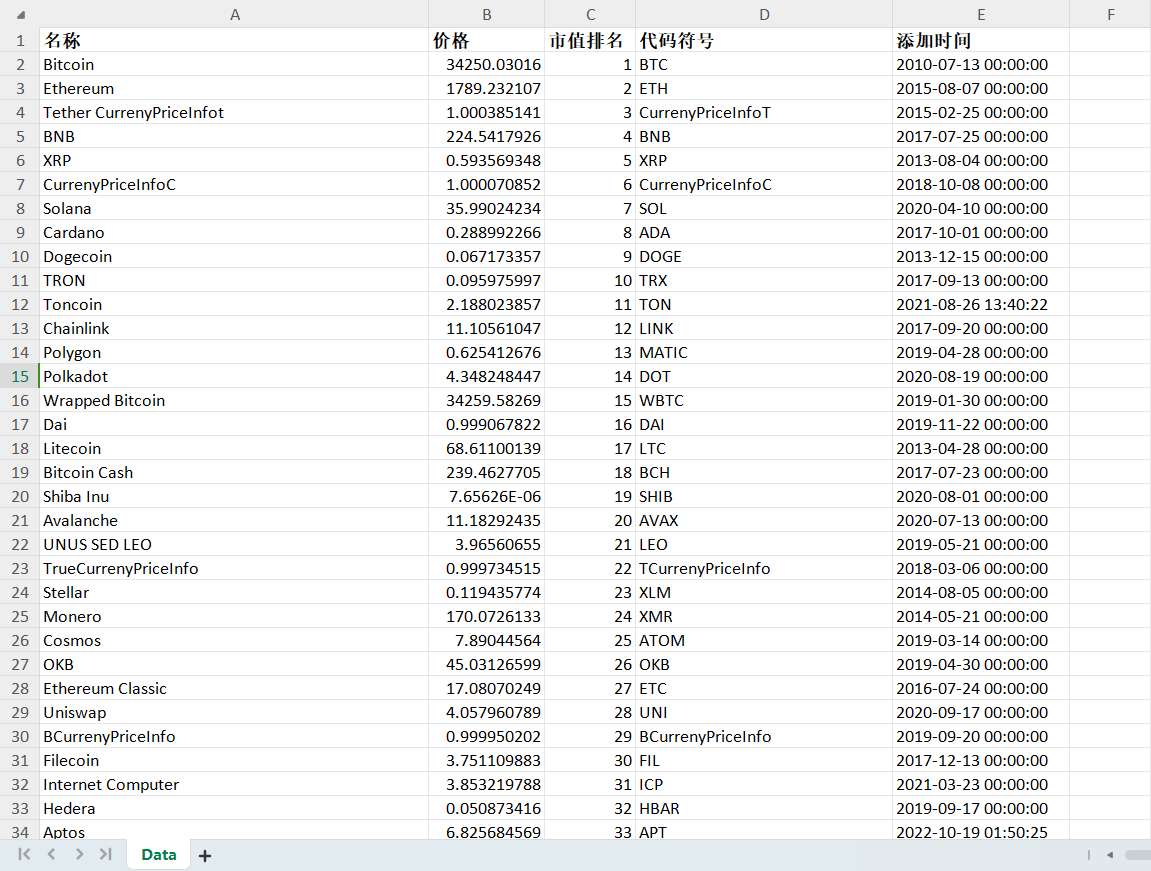 A B C D E F
1 名称 价格 市值排名 代码符号 添加时间
2 Bitcoin 34250.03016 1 BTC 2010-07-13 00:00:00
3 Ethereum 1789.232107 2 ETH 2015-08-07 00:00:00
4 Tether CurrenyPriceInfot 1.000385141 3 CurrenyPriceInfoT 2015-02-25 00:00:00
5 BNB 224.5417926 4 BNB 2017-07-25 00:00:00
6 XRP 0.593569348 5 XRP 2013-08-04 00:00:00
7 CurrenyPriceInfoC 1.000070852 6 CurrenyPriceInfoC 2018-10-08 00:00:00
8 Solana 35.99024234 7 SOL 2020-04-10 00:00:00
9 Cardano 0.288992266 8 ADA 2017-10-01 00:00:00
10 Dogecoin 0.067173357 9 DOGE 2013-12-15 00:00:00
11 TRON 0.095975997 10 TRX 2017-09-13 00:00:00
12 Toncoin 2.188023857 11 TON 2021-08-26 13:40:22
13 Chainlink 11.10561047 12 LINK 2017-09-20 00:00:00
14 Polygon 0.625412676 13 MATIC 2019-04-28 00:00:00
15 Polkadot 4.348248447 14 DOT 2020-08-19 00:00:00
16 Wrapped Bitcoin 34259.58269 15 WBTC 2019-01-30 00:00:00
17 Dai 0.999067822 16 DAI 2019-11-22 00:00:00
18 Litecoin 68.61100139 17 LTC 2013-04-28 00:00:00
19 Bitcoin Cash 239.4627705 18 BCH 2017-07-23 00:00:00
20 Shiba Inu 7.65626E-06 19 SHIB 2020-08-01 00:00:00
21 Avalanche 11.18292435 20 AVAX 2020-07-13 00:00:00
22 UNUS SED LEO 3.96560655 21 LEO 2019-05-21 00:00:00
23 TrueCurrenyPriceInfo 0.999734515 22 TCurrenyPriceInfo 2018-03-06 00:00:00
24 Stellar 0.119435774 23 XLM 2014-08-05 00:00:00
25 Monero 170.0726133 24 XMR 2014-05-21 00:00:00
26 Cosmos 7.89044564 25 ATOM 2019-03-14 00:00:00
27 OKB 45.03126599 26 OKB 2019-04-30 00:00:00
28 Ethereum Classic 17.08070249 27 ETC 2016-07-24 00:00:00
29 Uniswap 4.057960789 28 UNI 2020-09-17 00:00:00
30 BCurrenyPriceInfo 0.999950202 29 BCurrenyPriceInfo 2019-09-20 00:00:00
31 Filecoin 3.751109883 30 FIL 2017-12-13 00:00:00
32 Internet Computer 3.853219788 31 ICP 2021-03-23 00:00:00
33 Hedera 0.050873416 32 HBAR 2019-09-17 00:00:00
34 Aptos 6.825684569 33 APT 2022-10-19 01:50:25
Data